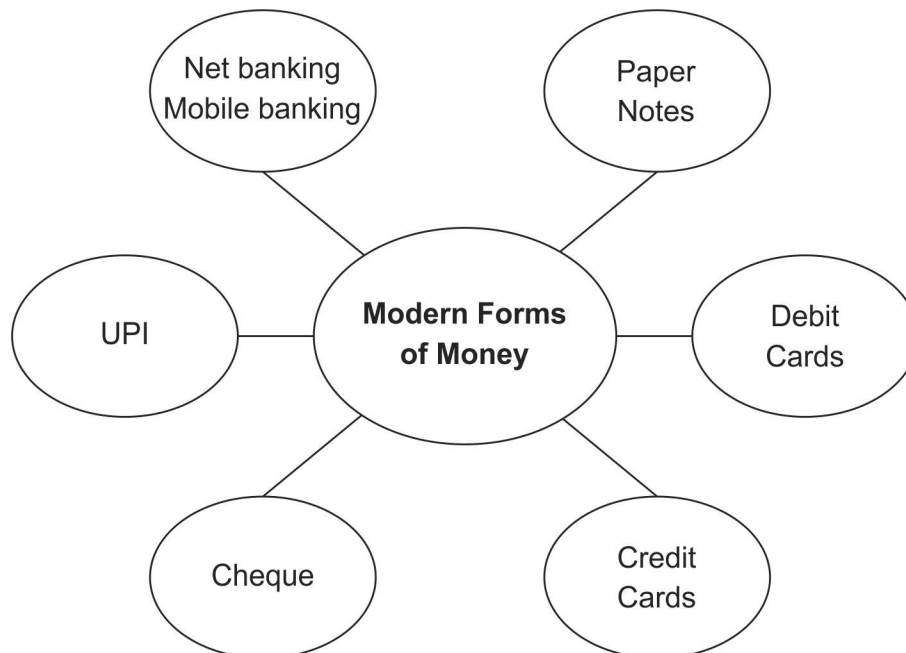 Net banking
Mobile banking
Paper
Notes
UPI
Modern Forms
of Money
Debit
Cards
Cheque
Credit
Cards